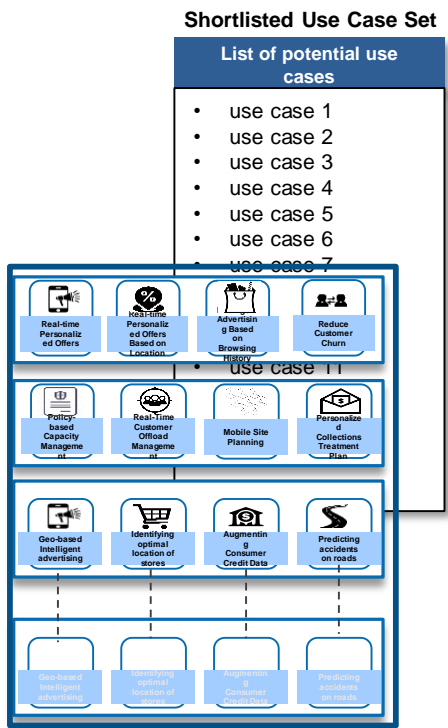 Shortlisted Use Case Set
List of potential use
cases
• use case 1
• use case 2
• use case 3
• use case 4
• use case 5
• use case 6
• use case 7
Real-time
Personaliz
ed Offers
Real-time
Personaliz
ed Offers
Based on
Location
Advertisin
g Based
on
Browsing
History
Reduce
Customer
Churn
• use case 11
Policy-
based
Capacity
Manageme
nt
Real-Time
Customer
Offload
Manageme
nt
Mobile Site
Planning
Personalize
d
Collections
Treatment
Plan
Geo-based
Intelligent
advertising
Identifying
optimal
location of
stores
Augmentin
g
Consumer
Credit Data
Predicting
accidents
on roads
Geo-based
Intelligent
advertising
Identifying
optimal
location of
stores
Augmentin
g
Consumer
Credit Data
Predicting
accidents
on roads